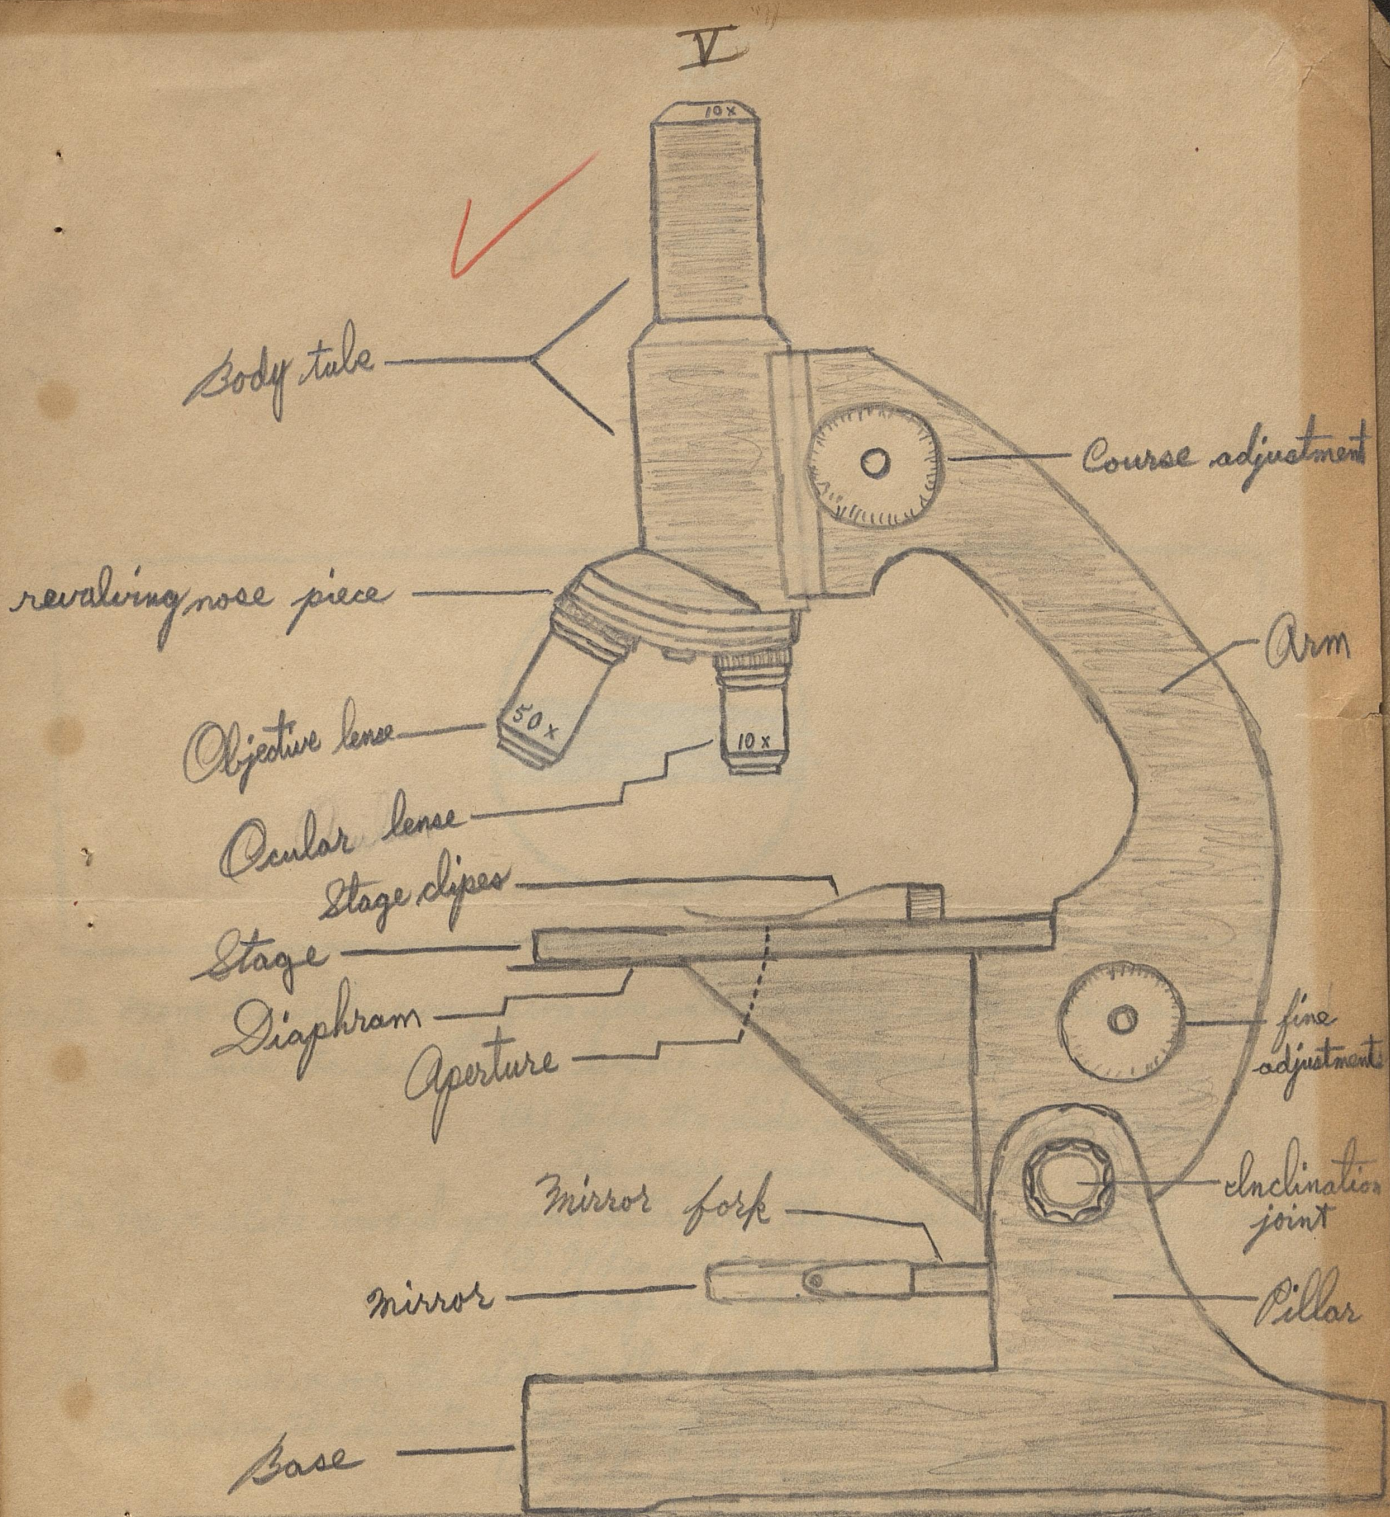 V
10x
Body tube
Course adjustment
revolving nose piece
Arm
50x
Objective lense
10x
Ocular lense
Stage clipes
Stage
Diaphram
fine
adjustment
Aperture
Mirror fork
Inclination
joint
Mirror
Pillar
Base